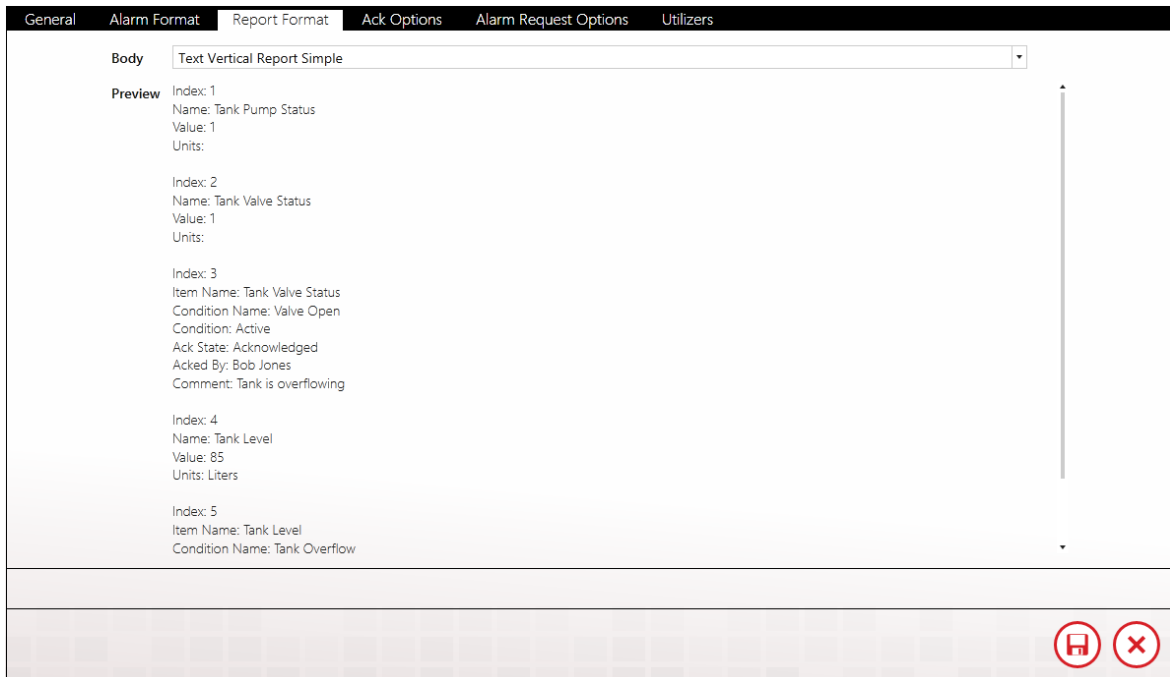 General Alarm Format Report Format Ack Options Alarm Request Options Utilizers
Body Text Vertical Report Simple
Preview Index: 1
Name: Tank Pump Status
Value: 1
Units:
Index: 2
Name: Tank Valve Status
Value: 1
Units:
Index: 3
Item Name: Tank Valve Status
Condition Name: Valve Open
Condition: Active
Ack State: Acknowledged
Acked By: Bob Jones
Comment: Tank is overflowing
Index: 4
Name: Tank Level
Value: 85
Units: Liters
Index: 5
Item Name: Tank Level
Condition Name: Tank Overflow